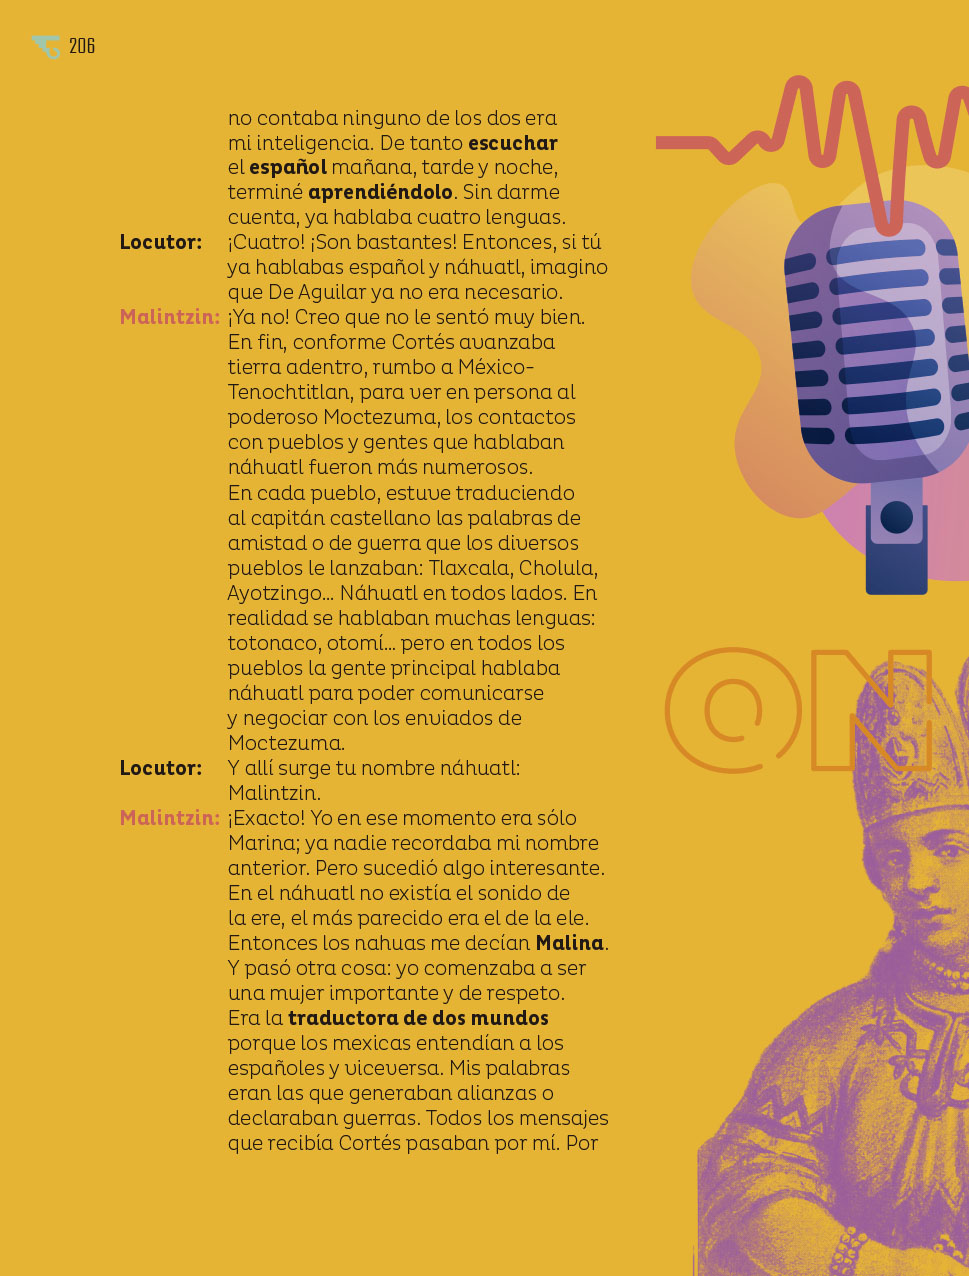 206
no contaba ninguno de los dos era
mi inteligencia. De tanto escuchar
el español mañana, tarde y noche,
terminé aprendiéndolo. Sin darme
cuenta, ya hablaba cuatro lenguas.
Locutor: ¡Cuatro! ¡Son bastantes! Entonces, si tú
ya hablabas español y náhuatl, imagino
que De Aguilar ya no era necesario.
Malintzin: ¡Ya no! Creo que no le sentó muy bien.
En fin, conforme Cortés avanzaba
tierra adentro, rumbo a México-
Tenochtitlan, para ver en persona al
poderoso Moctezuma, los contactos
con pueblos y gentes que hablaban
náhuatl fueron más numerosos.
En cada pueblo, estuve traduciendo
al capitán castellano las palabras de
amistad o de guerra que los diversos
pueblos le lanzaban: Tlaxcala, Cholula,
Ayotzingo... Náhuatl en todos lados. En
realidad se hablaban muchas lenguas:
totonaco, otomí... pero en todos los
pueblos la gente principal hablaba
náhuatl para poder comunicarse
y negociar con los enviados de
Moctezuma.
Locutor: Y allí surge tu nombre náhuatl:
Malintzin.
Malintzin: ¡Exacto! Yo en ese momento era sólo
Marina; ya nadie recordaba mi nombre
anterior. Pero sucedió algo interesante.
En el náhuatl no existía el sonido de
la ere, el más parecido era el de la ele.
Entonces los nahuas me decían Malina.
Y pasó otra cosa: yo comenzaba a ser
una mujer importante y de respeto.
Era la traductora de dos mundos
porque los mexicas entendían a los
españoles y viceversa. Mis palabras
eran las que generaban alianzas o
declaraban guerras. Todos los mensajes
que recibía Cortés pasaban por mí. Por
ON